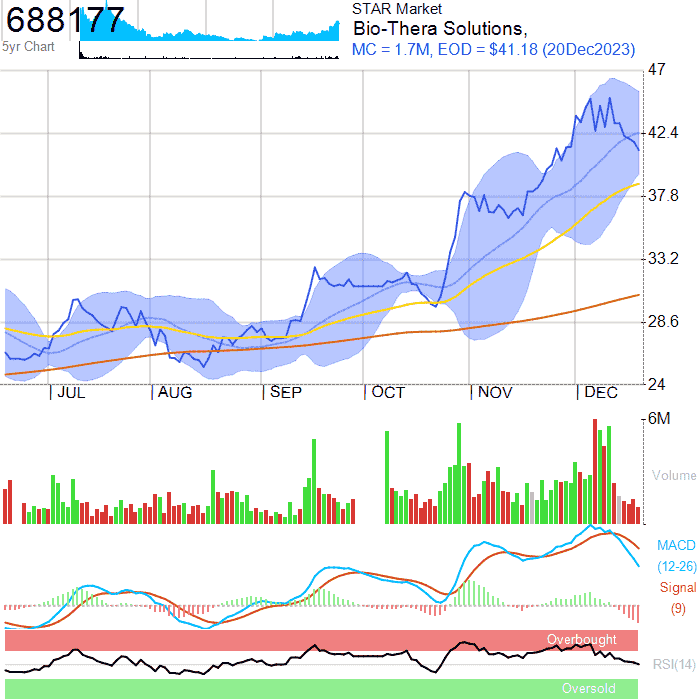 688177
5yr Chart
STAR Market
Bio-Thera Solutions,
MC = 1.7M, EOD = $41.18 (20Dec2023)
47
42.4
37.8
33.2
28.6
24
JUL AUG SEP OCT NOV DEC
6M
Volume
MACD
(12-26)
Signal
(9)
Overbought
RSI(14)
Oversold